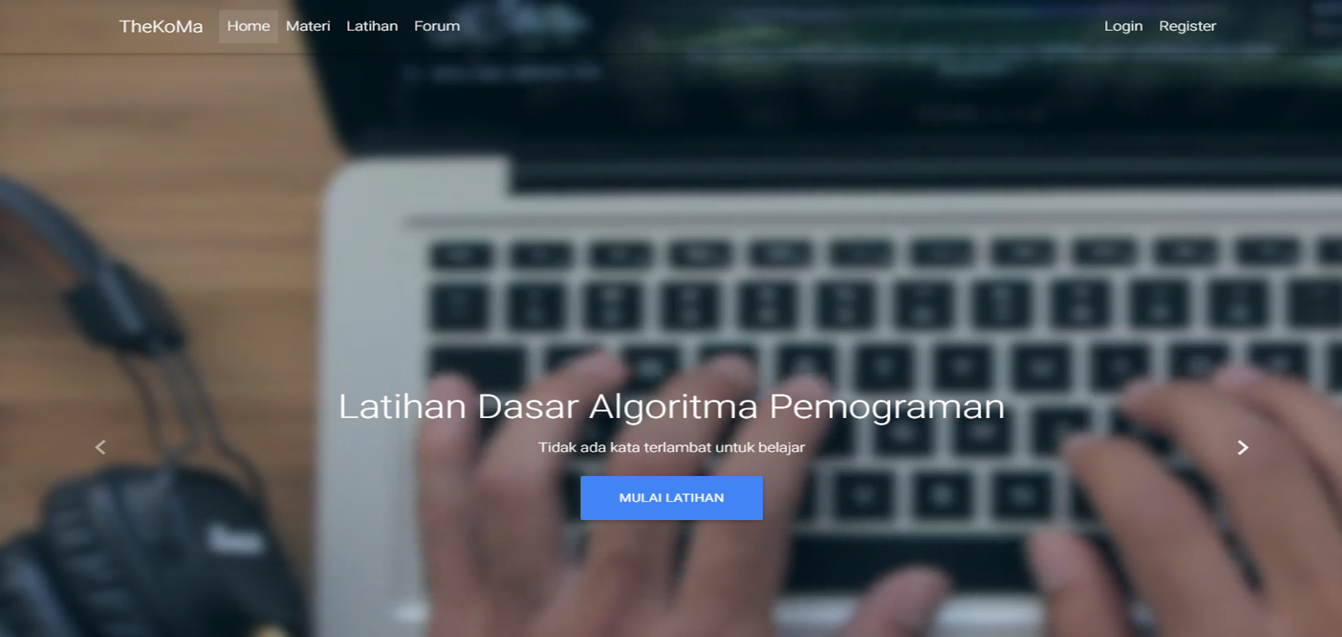 TheKoMa Home Materi Latihan Forum Login Register
Latihan Dasar Algoritma Pemograman
Tidak ada kata terlambat untuk belajar
MULAI LATIHAN